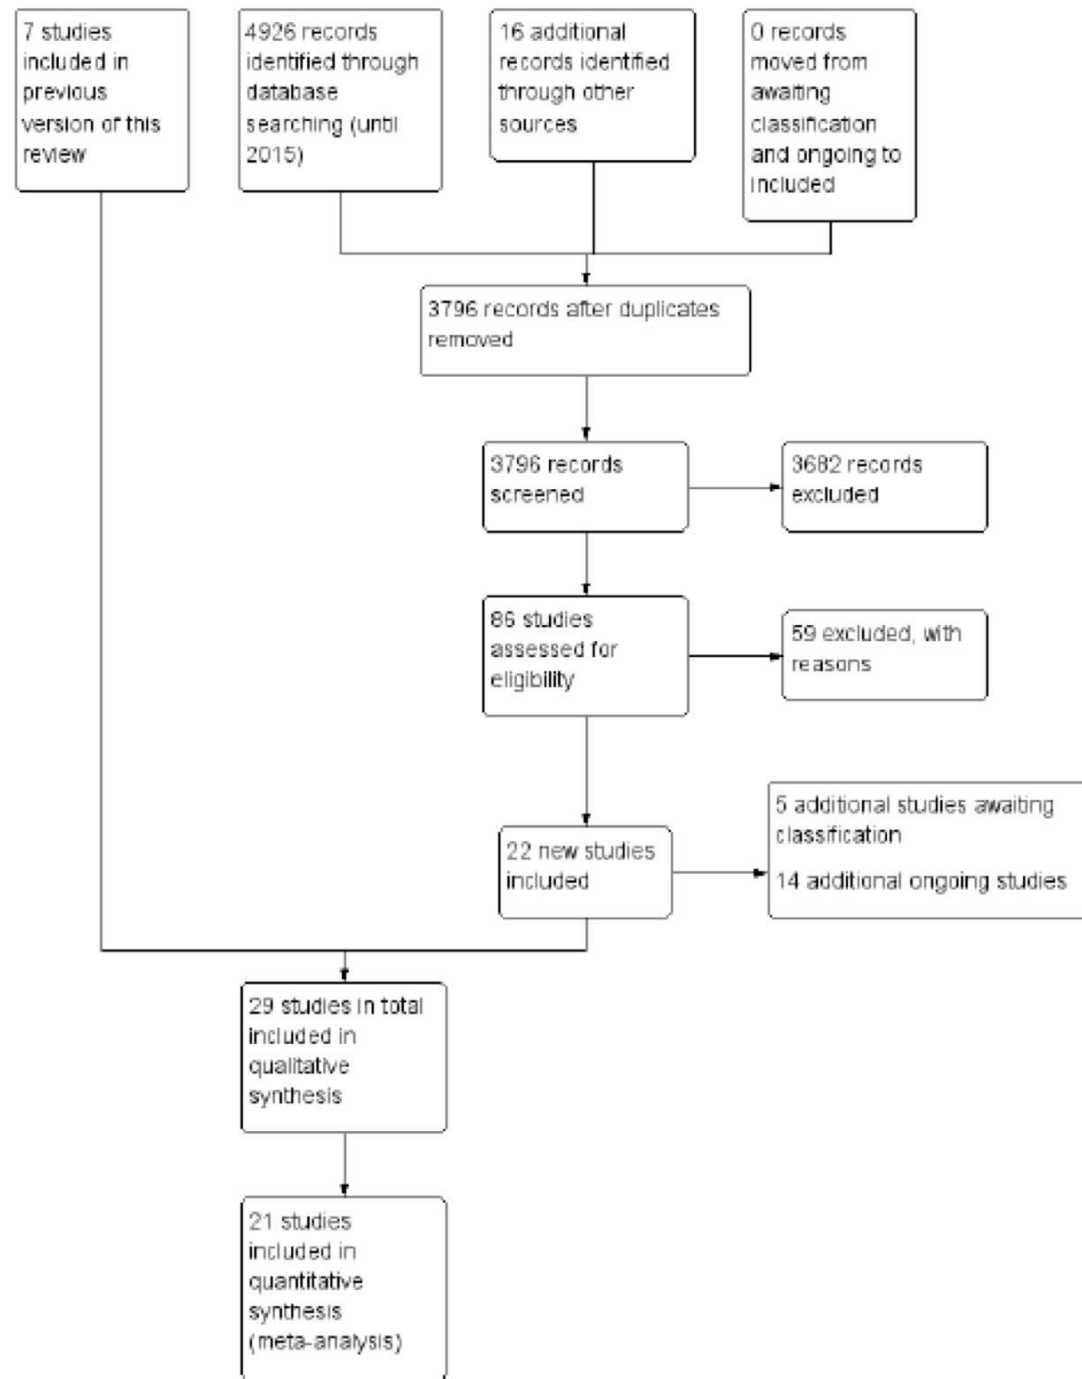 7 studies
included in
previous
version of this
review
4926 records
identified through
database
searching (until
2015)
16 additional
records identified
through other
sources
0 records
moved from
awaiting
classification
and ongoing to
included
3796 records after duplicates
removed
3796 records
screened
3682 records
excluded
86 studies
assessed for
eligibility
59 excluded, with
reasons
22 new studies
included
5 additional studies awaiting
classification
14 additional ongoing studies
29 studies in total
included in
qualitative
synthesis
21 studies
included in
quantitative
synthesis
(meta-analysis)